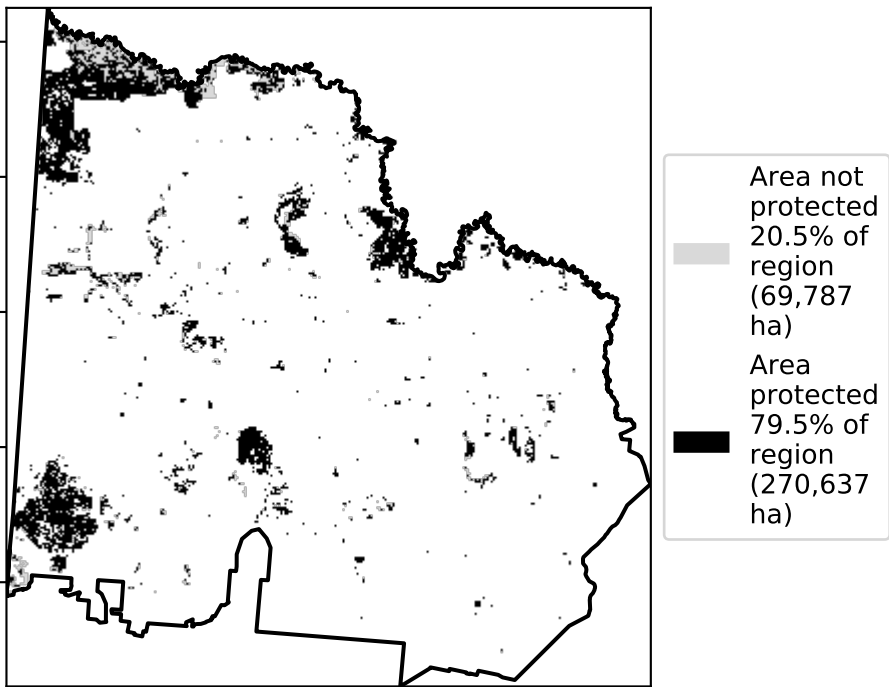 Area not
protected
20.5% of
region
(69,787
ha)
Area
protected
79.5% of
region
(270,637
ha)